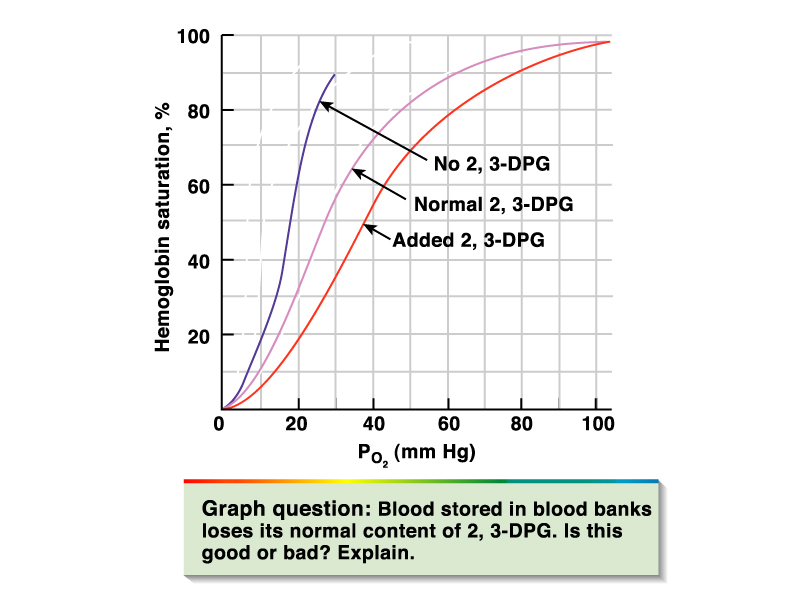 100
80
60
40
20
Hemoglobin saturation, %
No 2, 3-DPG
Normal 2, 3-DPG
Added 2, 3-DPG
0 20 40 60 80 100
PO2 (mm Hg)
Graph question: Blood stored in blood banks
loses its normal content of 2, 3-DPG. Is this
good or bad? Explain.